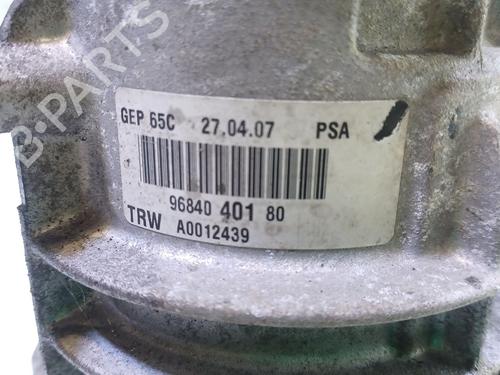 B-PARTS
GEP 65C 27.04.07 PSA
96840 401 80
TRW A0012439